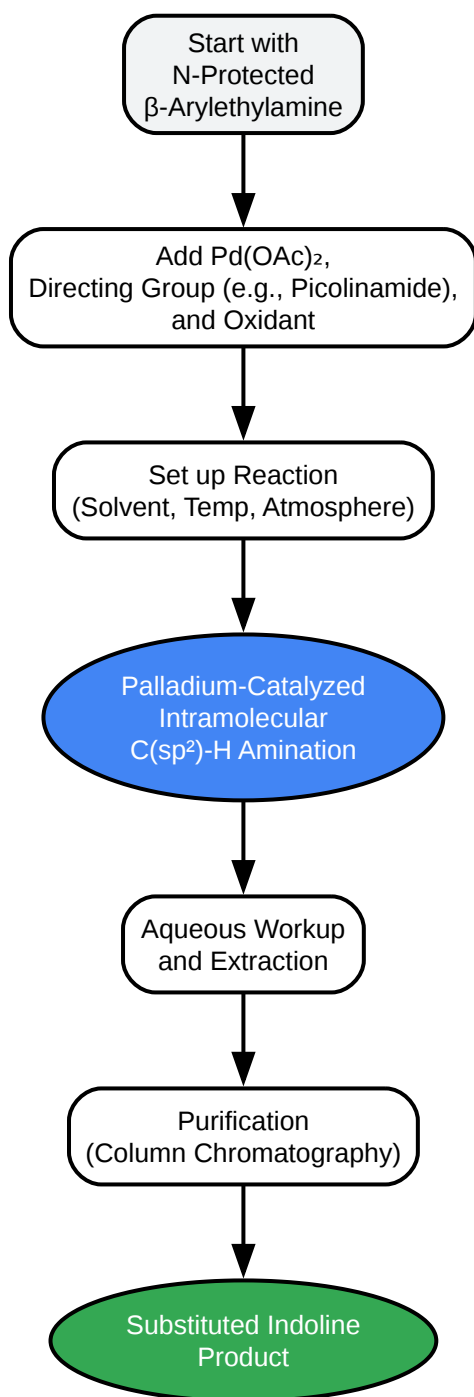 Start with
N-Protected
β-Arylethylamine
Add Pd(OAc)₂,
Directing Group (e.g., Picolinamide),
and Oxidant
Set up Reaction
(Solvent, Temp, Atmosphere)
Palladium-Catalyzed
Intramolecular
C(sp²)-H Amination
Aqueous Workup
and Extraction
Purification
(Column Chromatography)
Substituted Indoline
Product